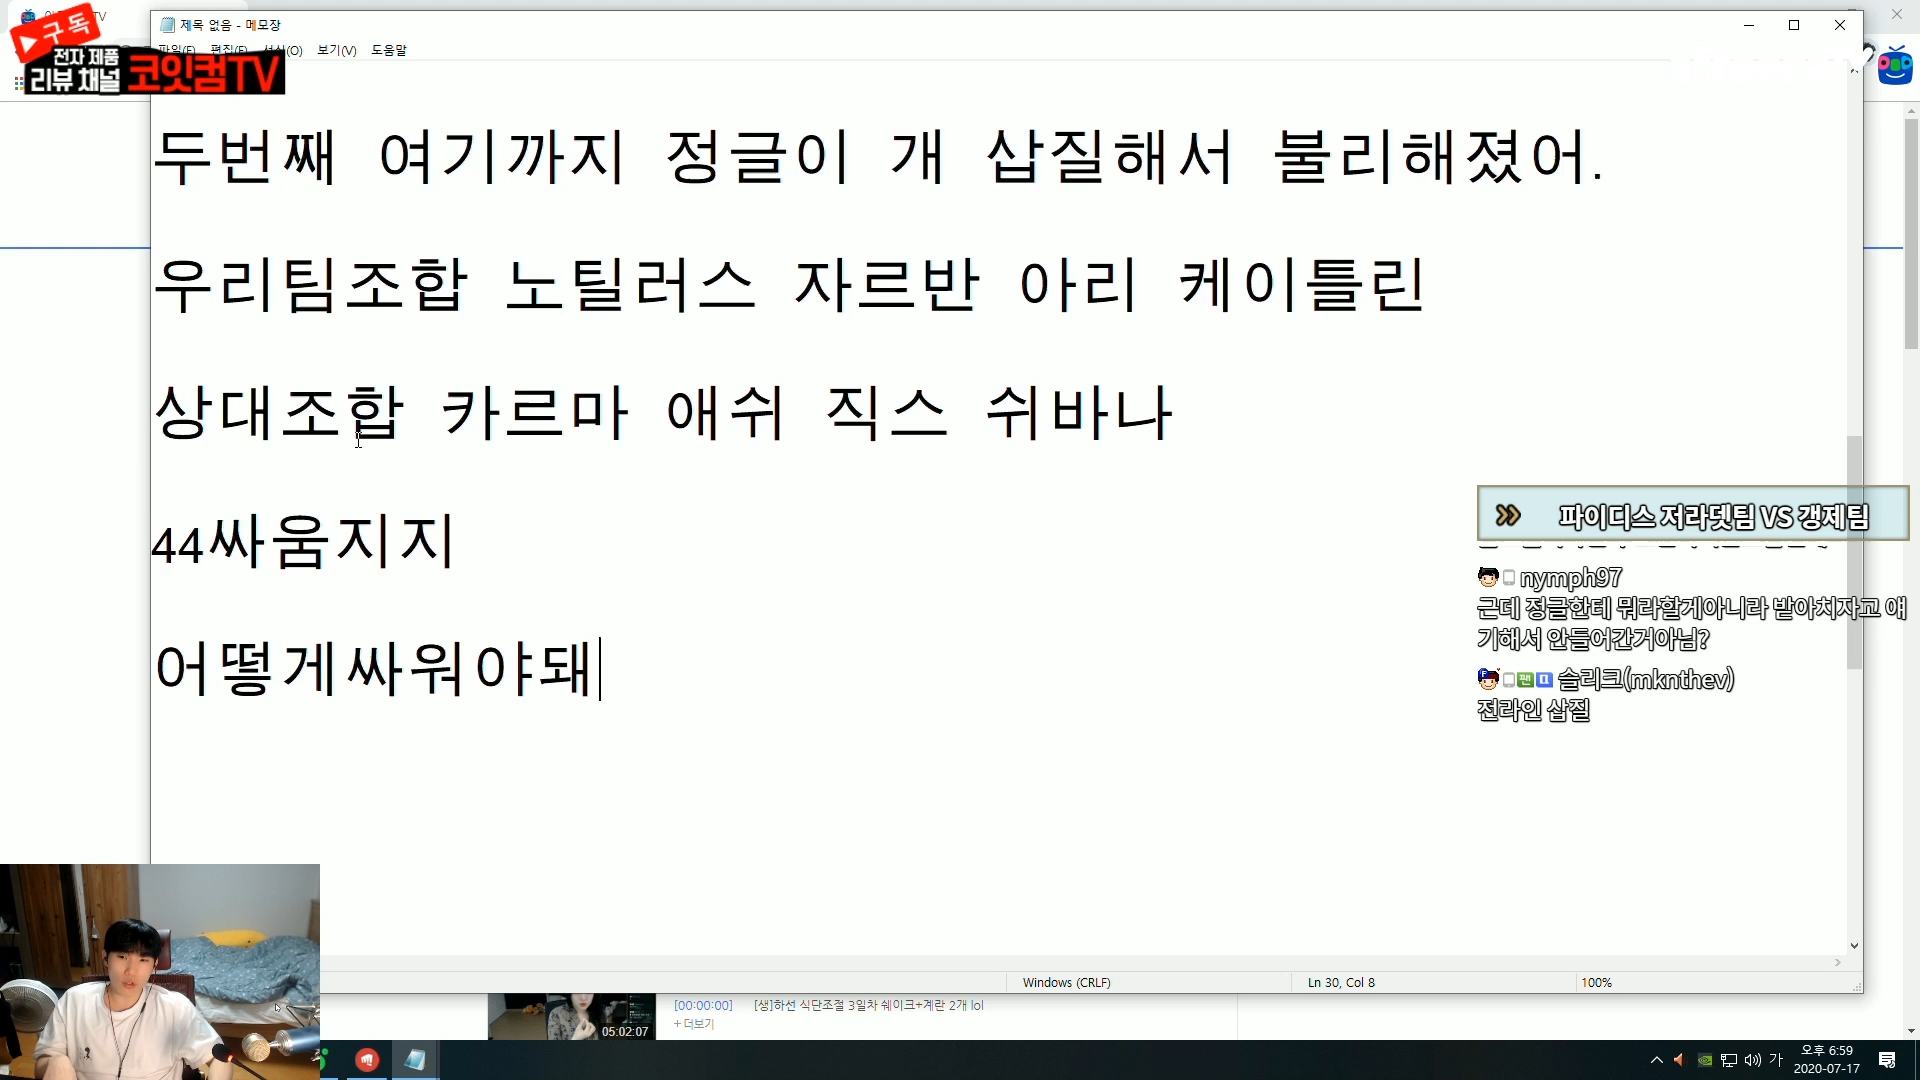 구독
전자 제품
리뷰 채널 코잇컴TV
제목 없음 - 메모장
보기(V) 도움말
두번째 여기까지 정글이 개 삽질해서 불리해졌어.
우리팀조합 노틸러스 자르반 아리 케이틀린
상대조합 카르마 애쉬 직스 쉬바나
44싸움지지
어떻게싸워야돼
파이디스 저라뎃팀 VS 갱제팀
nymph97
근데 정글한테 뭐라할게아니라 받아치자고 얘
기해서 안들어간거아님?
팬 슬리크(mknthev)
전라인 삽질
Windows (CRLF)
Ln 30, Col 8
100%
[00:00:00] [생]하선 식단조절 3일차 쉐이크+계란 2개 lol
+ 더보기
05:02:07
가
오후 6:59
2020-07-17